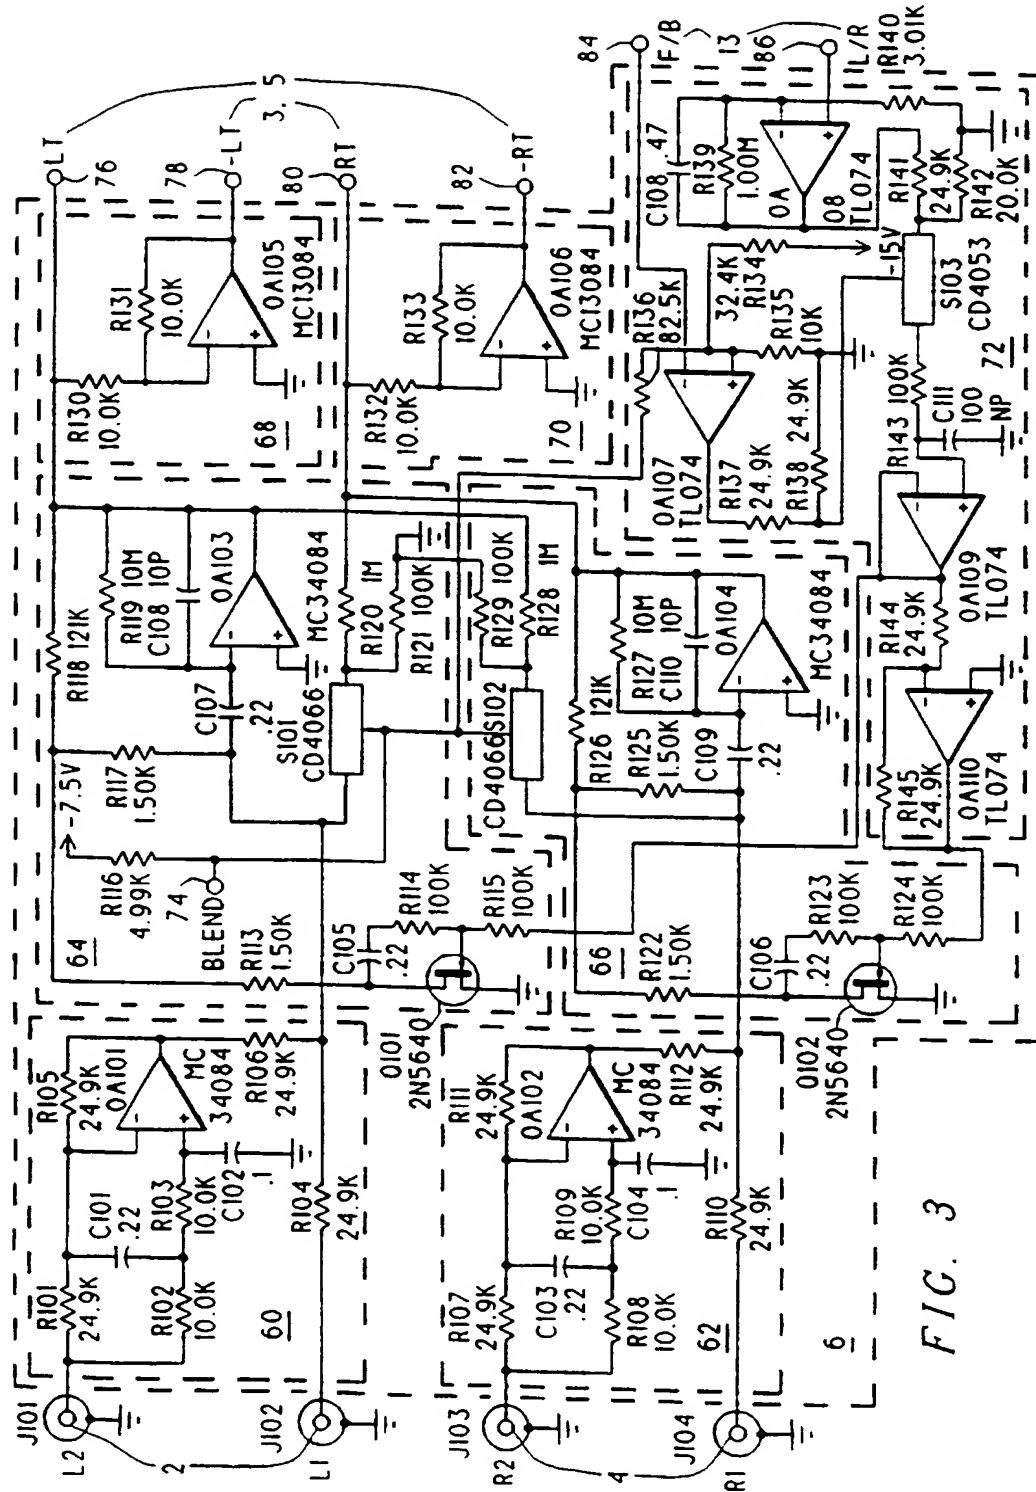 J101
L2
2
L1
J102
J103
R2
4
J104
R1
R101
24.9K
C101
.22
R102
10.0K
R103
10.0K
C102
.1
R105
24.9K
OA101
MC
34084
R106
24.9K
R104
24.9K
60
R107
24.9K
C103
.22
R108
10.0K
R109
10.0K
C104
.1
R111
24.9K
OA102
MC
34084
R112
24.9K
R110
24.9K
62
6
FIG. 3
64
R116
4.99K
-7.5V
74
BLEND
R113
1.50K
C105
.22
R114
100K
R115
100K
Q101
2N5640
R117
1.50K
R118 121K
R119 10M
C108 10P
C107
.22
OA103
MC34084
S101
CD4066
R120 1M
R121 100K
R129 100K
R128 1M
CD4066
S102
66
R122
1.50K
C106
.22
R123
100K
R124
100K
Q102
2N5640
R126 121K
R125
1.50K
C109
.22
R127 10M
C110 10P
OA104
MC34084
R130
10.0K
R131
10.0K
OA105
MC13084
68
R132
10.0K
R133
10.0K
OA106
MC13084
70
LT
76
-LT
78
3, 5
RT
80
-RT
82
84
F/B
13
86
L/R
R140
3.01K
C108 .47
R139
1.00M
OA
08
TL074
R141
24.9K
R142
20.0K
R136
82.5K
32.4K
R134
-15V
R135
10K
OA107
TL074
R137
24.9K
R138
24.9K
S103
CD4053
72
R143 100K
C111
100
NP
OA109
TL074
R144
24.9K
R145
24.9K
OA110
TL074